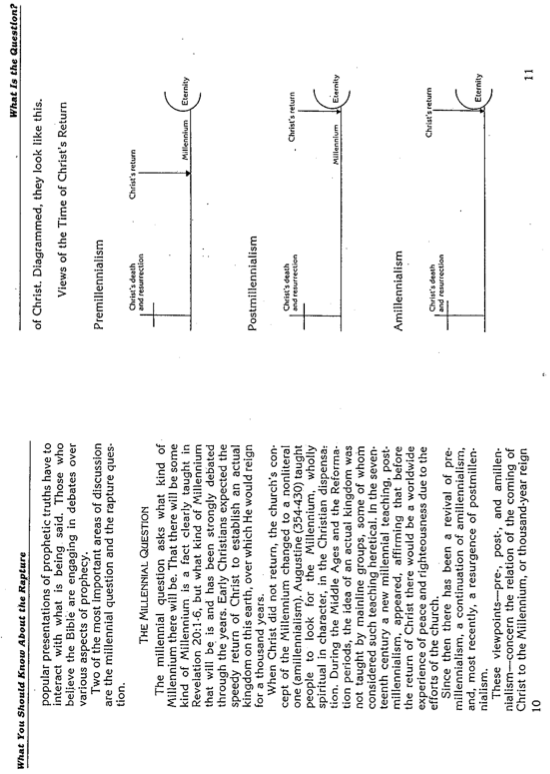 What You Should Know About the Rapture
popular presentations of prophetic truths have to
interact with what is being said. Those who
believe the Bible are engaging in debates over
various aspects of prophecy.
Two of the most important areas of discussion
are the millennial question and the rapture ques-
tion.
THE MILLENNIAL QUESTION
The millennial question asks what kind of
Millennium there will be. That there will be some
kind of Millennium is a fact clearly taught in
Revelation 20:1-6, but what kind of Millennium
that will be is and has been strongly debated
through the years. Early Christians expected the
speedy return of Christ to establish an actual
kingdom on this earth, over which He would reign
for a thousand years.
When Christ did not return, the church's con-
cept of the Millennium changed to a nonliteral
one (amillennialism). Augustine (354-430) taught
people to look for the Millennium, wholly
spiritual in character, in the Christian dispensa-
tion. During the Middle Ages and the Reforma-
tion periods, the idea of an actual kingdom was
not taught by mainline groups, some of whom
considered such teaching heretical. In the seven-
teenth century a new millennial teaching, post-
millennialism, appeared, affirming that before
the return of Christ there would be a worldwide
experience of peace and righteousness due to the
efforts of the church.
Since then there has been a revival of pre-
millennialism, a continuation of amillennialism,
and, most recently, a resurgence of postmillen-
nialism.
These viewpoints—pre-, post-, and amillen-
nialism—concern the relation of the coming of
Christ to the Millennium, or thousand-year reign
10
What Is the Question?
of Christ. Diagrammed, they look like this.
Views of the Time of Christ's Return
Premillennialism
Christ's death
and resurrection
Christ's return
Millennium
Eternity
Postmillennialism
Christ's death
and resurrection
Christ's return
Millennium
Eternity
Amillennialism
Christ's death
and resurrection
Christ's return
Eternity
11